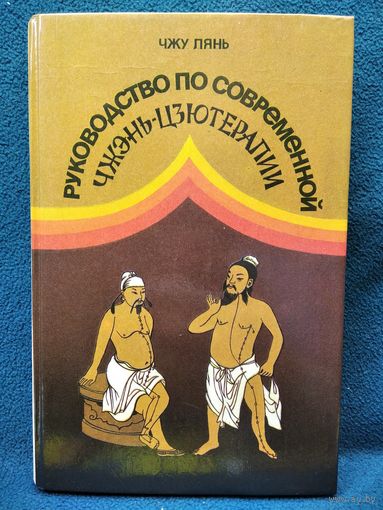 ЧЖУ ЛЯНЬ
РУКОВОДСТВО ПО СОВРЕМЕННОЙ
ЧЖЭНЬ-ЦЗЮТЕРАПИИ